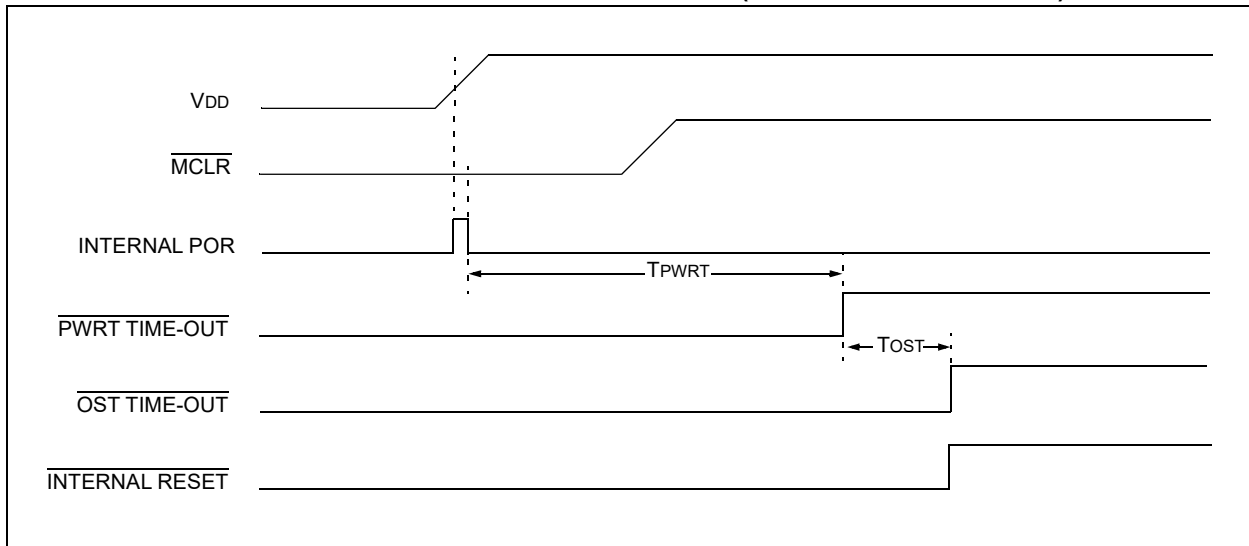 VDD
MCLR
INTERNAL POR
TPWRT
PWRT TIME-OUT
TOST
OST TIME-OUT
INTERNAL RESET